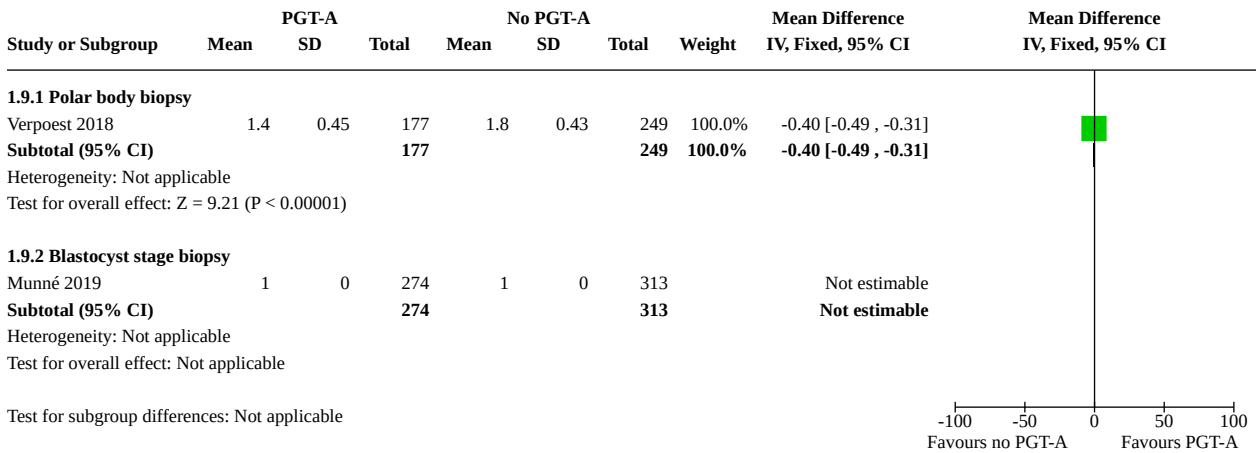 PGT-A No PGT-A Mean Difference Mean Difference
Study or Subgroup Mean SD Total Mean SD Total Weight IV, Fixed, 95% CI IV, Fixed, 95% CI
1.9.1 Polar body biopsy
Verpoest 2018 1.4 0.45 177 1.8 0.43 249 100.0% -0.40 [-0.49 , -0.31]
Subtotal (95% CI) 177 249 100.0% -0.40 [-0.49 , -0.31]
Heterogeneity: Not applicable
Test for overall effect: Z = 9.21 (P < 0.00001)
1.9.2 Blastocyst stage biopsy
Munné 2019 1 0 274 1 0 313 Not estimable
Subtotal (95% CI) 274 313 Not estimable
Heterogeneity: Not applicable
Test for overall effect: Not applicable
Test for subgroup differences: Not applicable
-100 -50 0 50 100
Favours no PGT-A Favours PGT-A